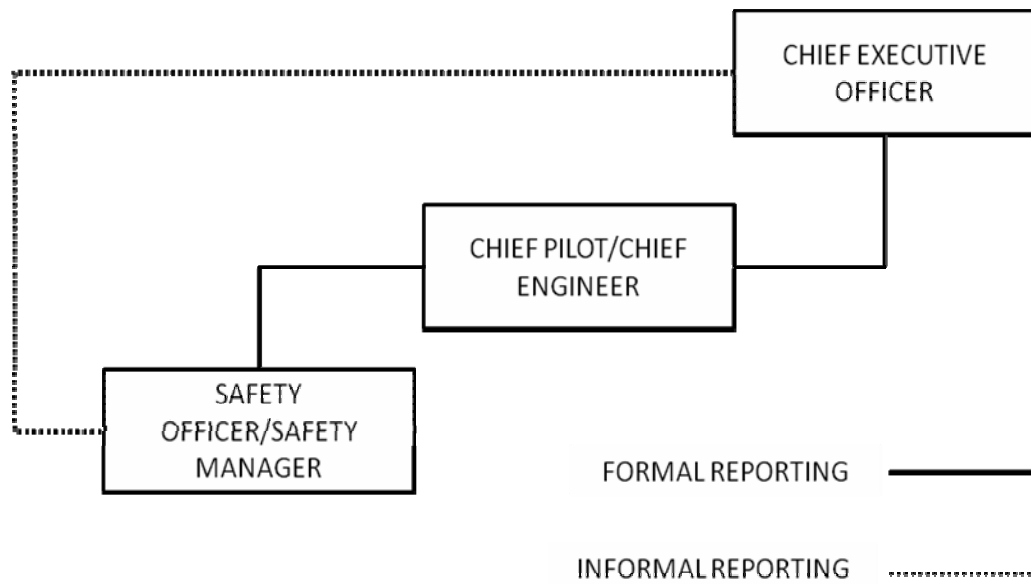 CHIEF EXECUTIVE
OFFICER
CHIEF PILOT/CHIEF
ENGINEER
SAFETY
OFFICER/SAFETY
MANAGER
FORMAL REPORTING
INFORMAL REPORTING